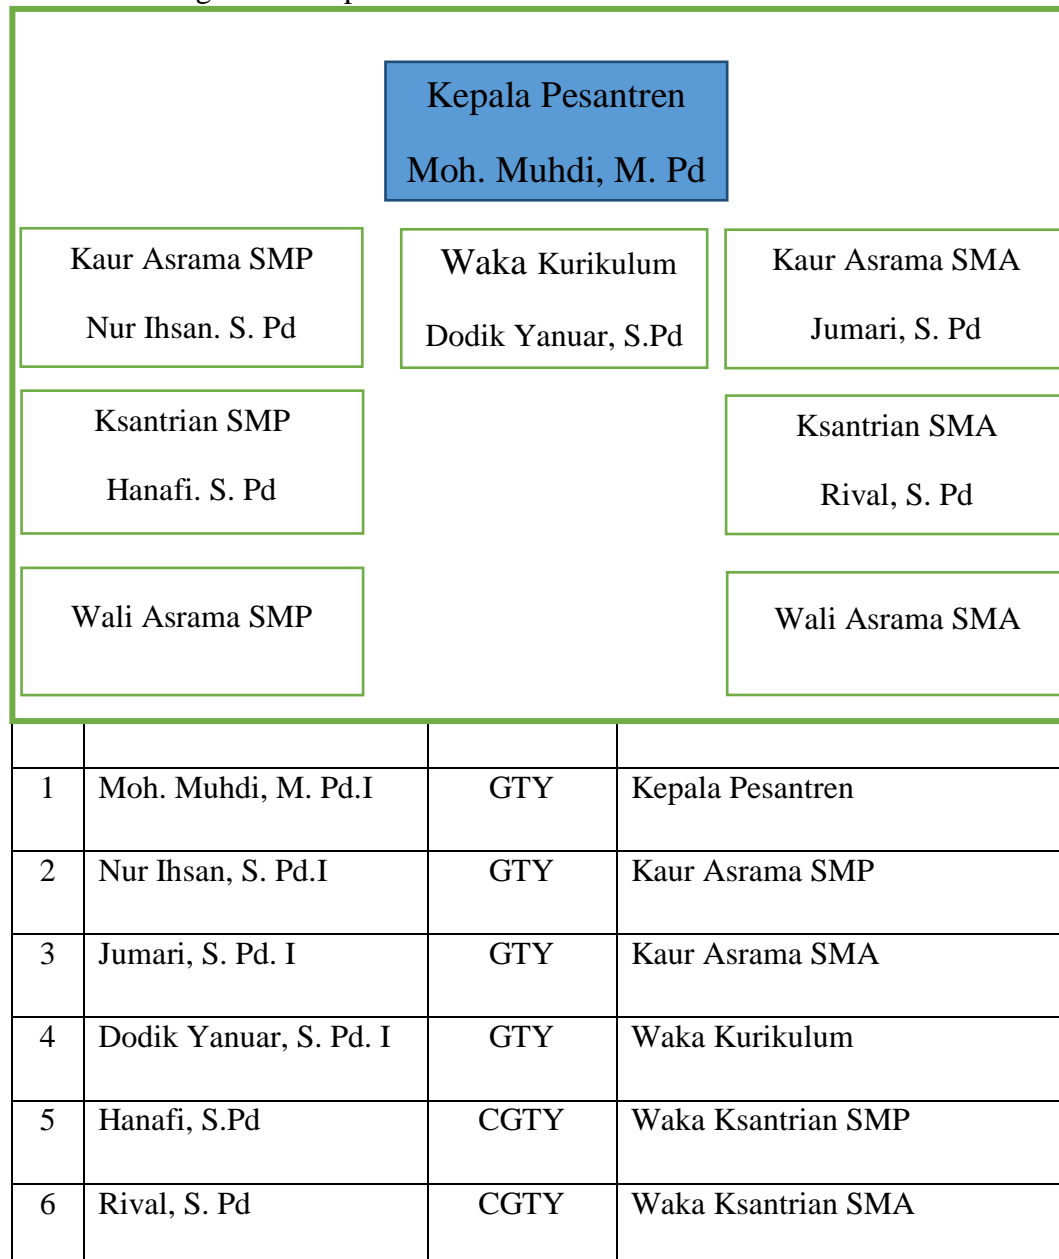 Kepala Pesantren
Moh. Muhdi, M. Pd
Kaur Asrama SMP
Nur Ihsan. S. Pd
Waka Kurikulum
Dodik Yanuar, S.Pd
Kaur Asrama SMA
Jumari, S. Pd
Ksantrian SMP
Hanafi. S. Pd
Ksantrian SMA
Rival, S. Pd
Wali Asrama SMP
Wali Asrama SMA
1 Moh. Muhdi, M. Pd.I GTY Kepala Pesantren
2 Nur Ihsan, S. Pd.I GTY Kaur Asrama SMP
3 Jumari, S. Pd. I GTY Kaur Asrama SMA
4 Dodik Yanuar, S. Pd. I GTY Waka Kurikulum
5 Hanafi, S.Pd CGTY Waka Ksantrian SMP
6 Rival, S. Pd CGTY Waka Ksantrian SMA